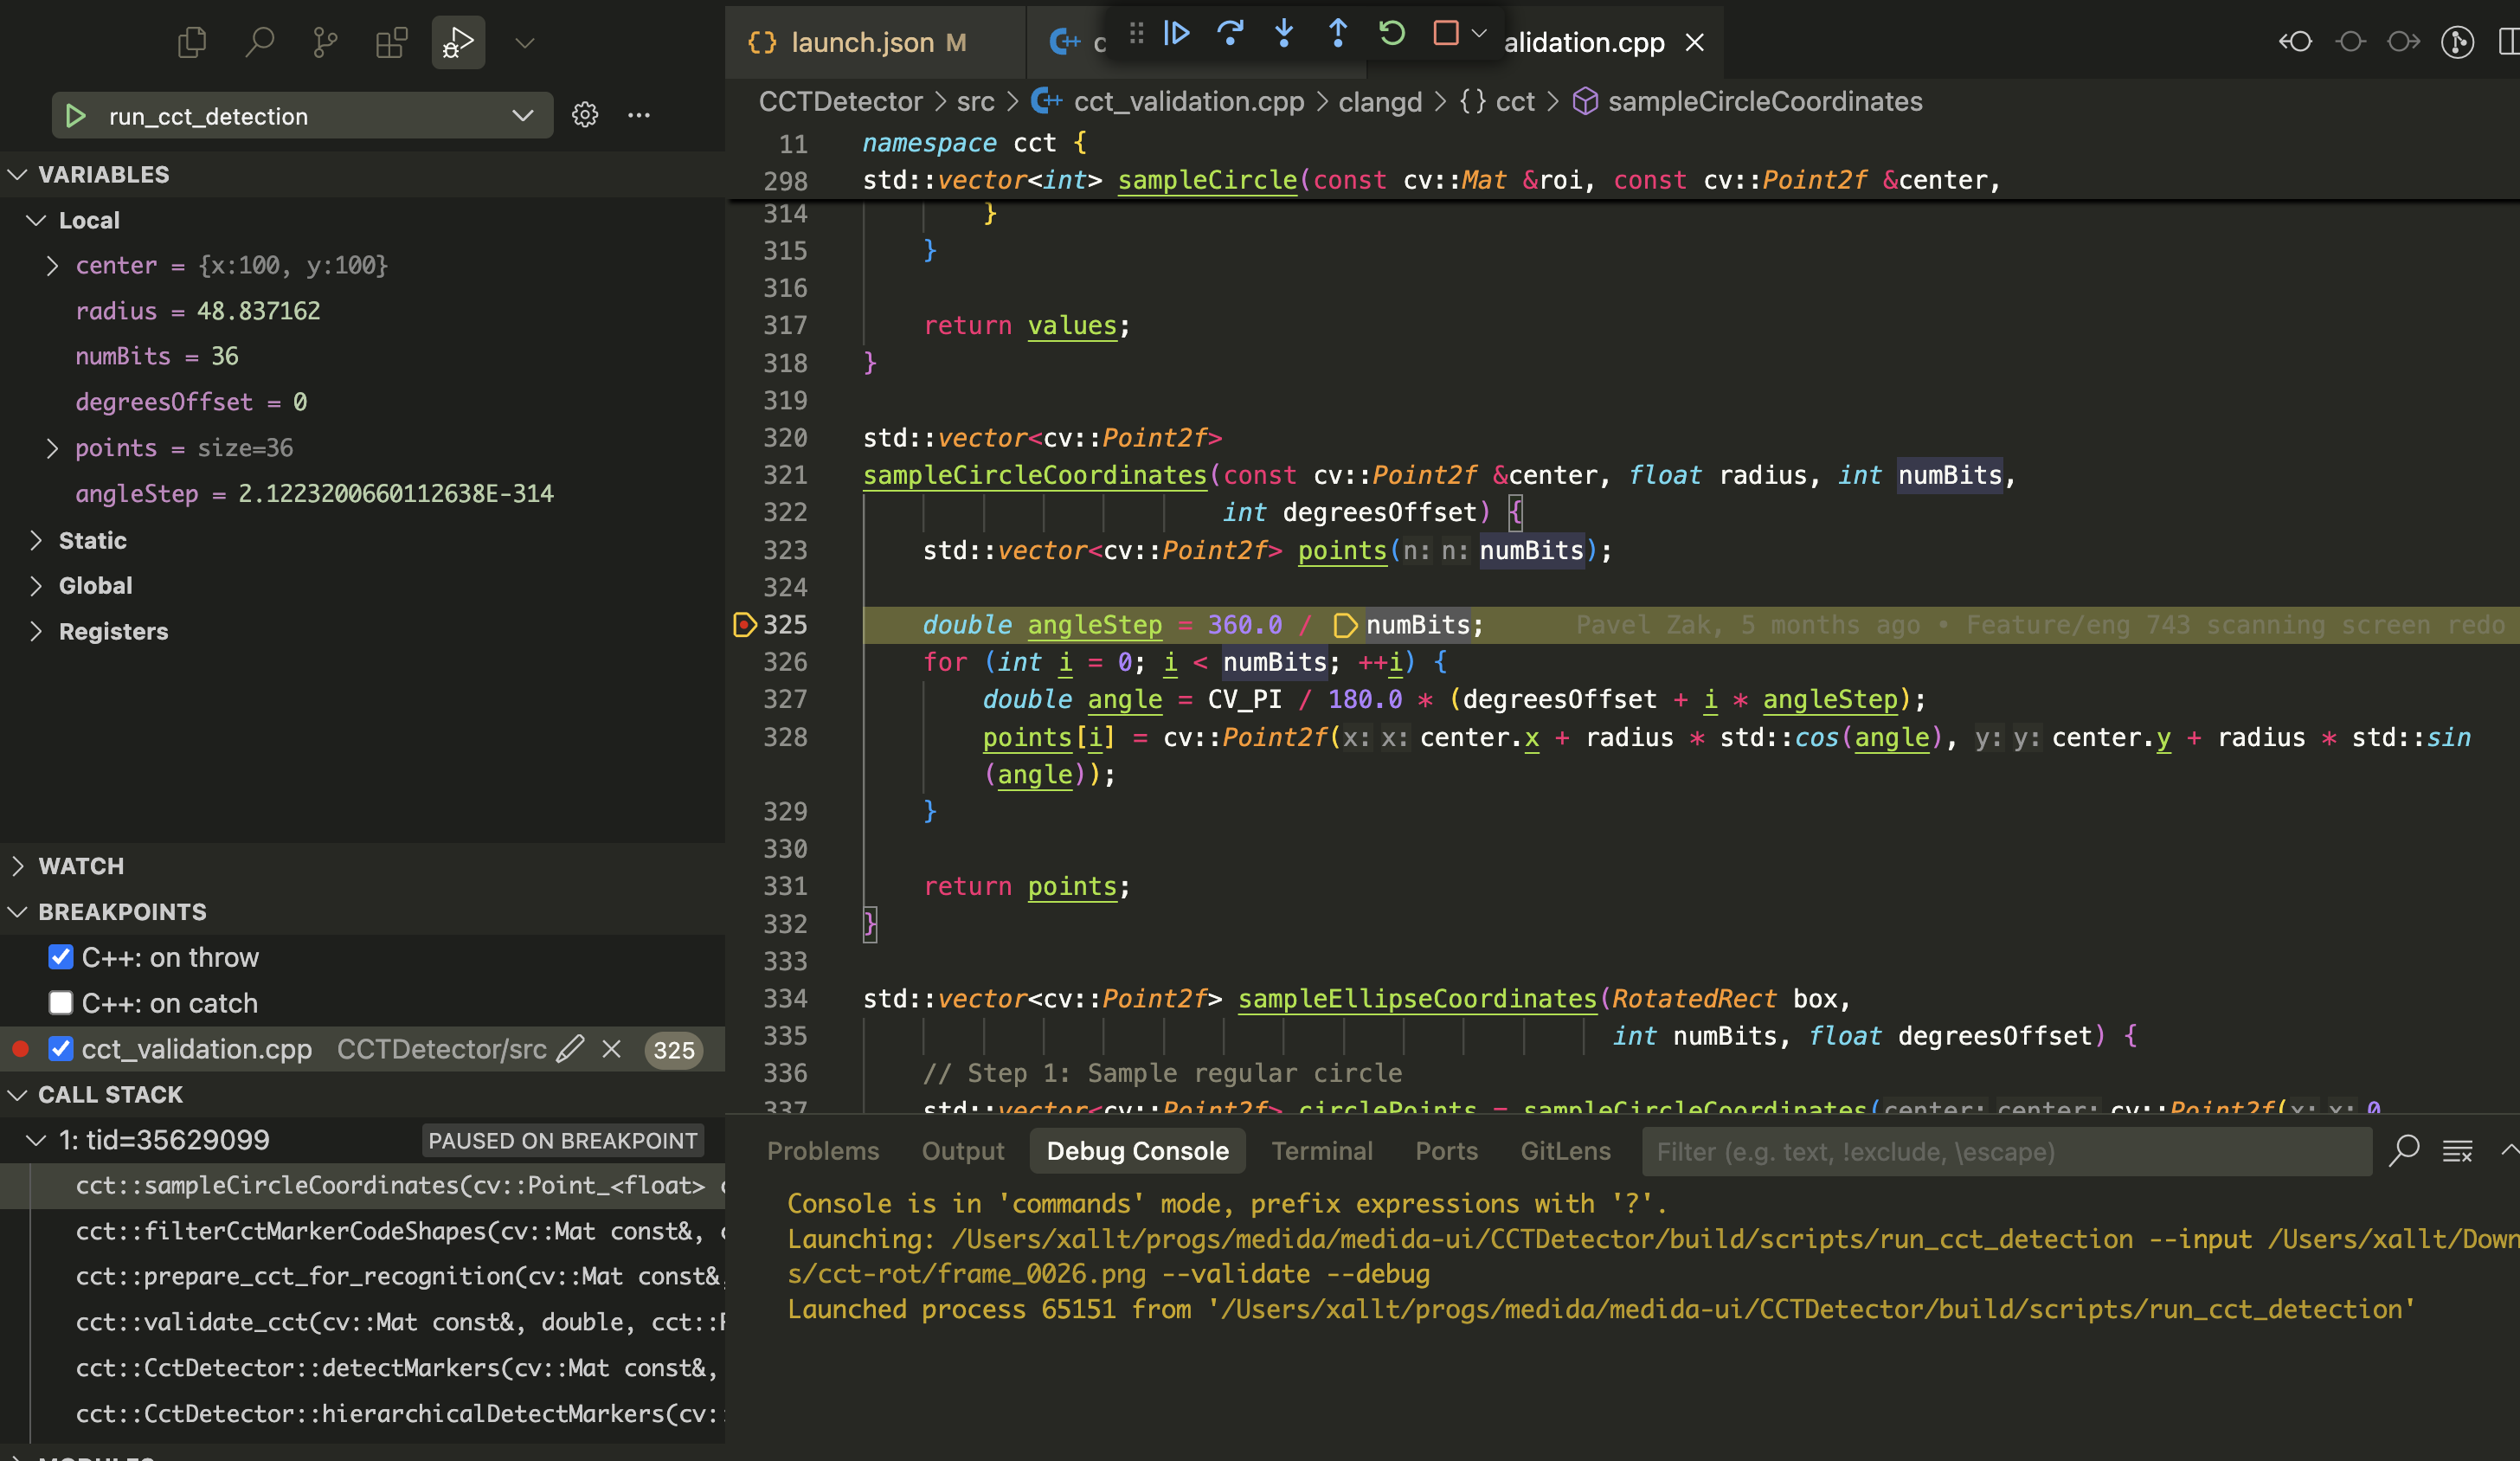 run_cct_detection
VARIABLES
Local
center = {x:100, y:100}
radius = 48.837162
numBits = 36
degreesOffset = 0
points = size=36
angleStep = 2.1223200660112638E-314
Static
Global
Registers
WATCH
BREAKPOINTS
C++: on throw
C++: on catch
cct_validation.cpp CCTDetector/src 325
CALL STACK
1: tid=35629099 PAUSED ON BREAKPOINT
cct::sampleCircleCoordinates(cv::Point_<float> c
cct::filterCctMarkerCodeShapes(cv::Mat const&, c
cct::prepare_cct_for_recognition(cv::Mat const&,
cct::validate_cct(cv::Mat const&, double, cct::
cct::CctDetector::detectMarkers(cv::Mat const&,
cct::CctDetector::hierarchicalDetectMarkers(cv::
MODULES
launch.json M
c
alidation.cpp
CCTDetector > src > cct_validation.cpp > clangd > {} cct > sampleCircleCoordinates
11 namespace cct {
298 std::vector<int> sampleCircle(const cv::Mat &roi, const cv::Point2f &center,
314 }
315 }
316
317 return values;
318 }
319
320 std::vector<cv::Point2f>
321 sampleCircleCoordinates(const cv::Point2f &center, float radius, int numBits,
322 int degreesOffset) {
323 std::vector<cv::Point2f> points(n: n: numBits);
324
325 double angleStep = 360.0 / numBits; Pavel Zak, 5 months ago • Feature/eng 743 scanning screen redo
326 for (int i = 0; i < numBits; ++i) {
327 double angle = CV_PI / 180.0 * (degreesOffset + i * angleStep);
328 points[i] = cv::Point2f(x: x: center.x + radius * std::cos(angle), y: y: center.y + radius * std::sin
(angle));
329 }
330
331 return points;
332 }
333
334 std::vector<cv::Point2f> sampleEllipseCoordinates(RotatedRect box,
335 int numBits, float degreesOffset) {
336 // Step 1: Sample regular circle
337 std::vector<cv::Point2f> circlePoints = sampleCircleCoordinates(center: center: cv::Point2f(x: x: 0
Problems Output Debug Console Terminal Ports GitLens Filter (e.g. text, !exclude, \escape)
Console is in 'commands' mode, prefix expressions with '?'.
Launching: /Users/xallt/progs/medida/medida-ui/CCTDetector/build/scripts/run_cct_detection --input /Users/xallt/Down
s/cct-rot/frame_0026.png --validate --debug
Launched process 65151 from '/Users/xallt/progs/medida/medida-ui/CCTDetector/build/scripts/run_cct_detection'